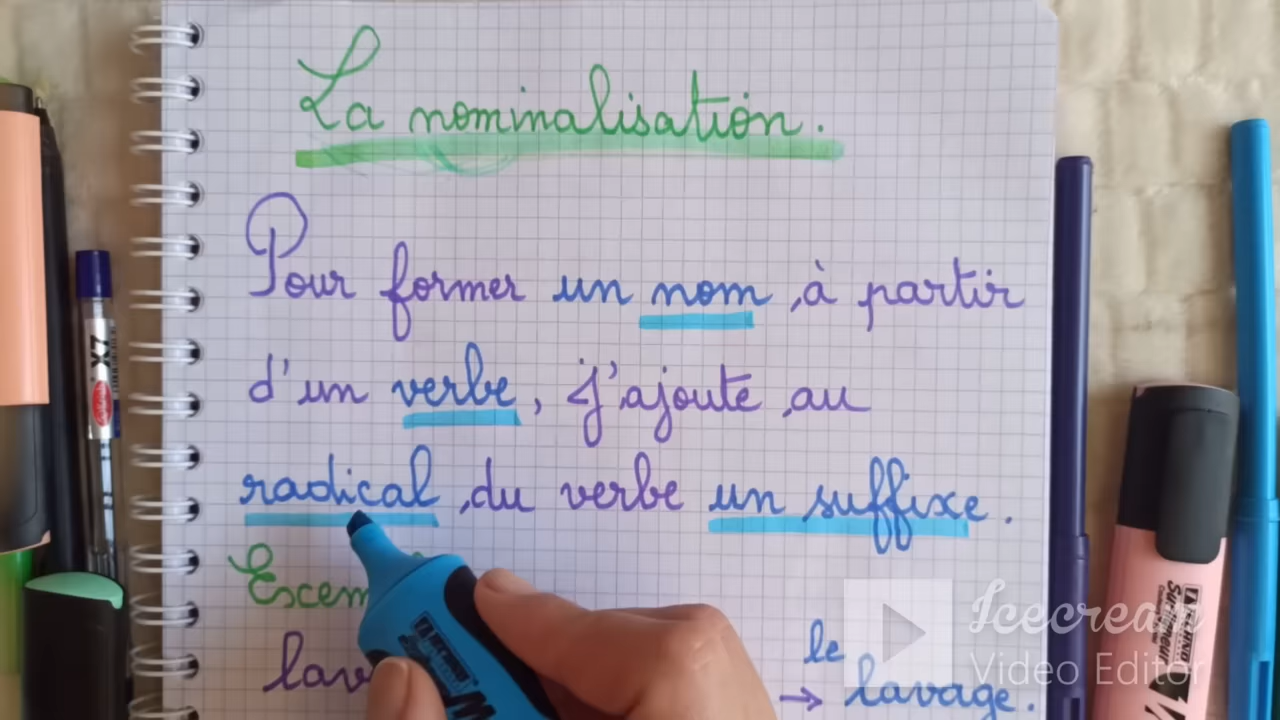 La nominalisation.
Pour former un nom, à partir
d'un verbe, j'ajoute au
radical du verbe un suffixe.
le
→ lavage.
Icecream
Video Editor